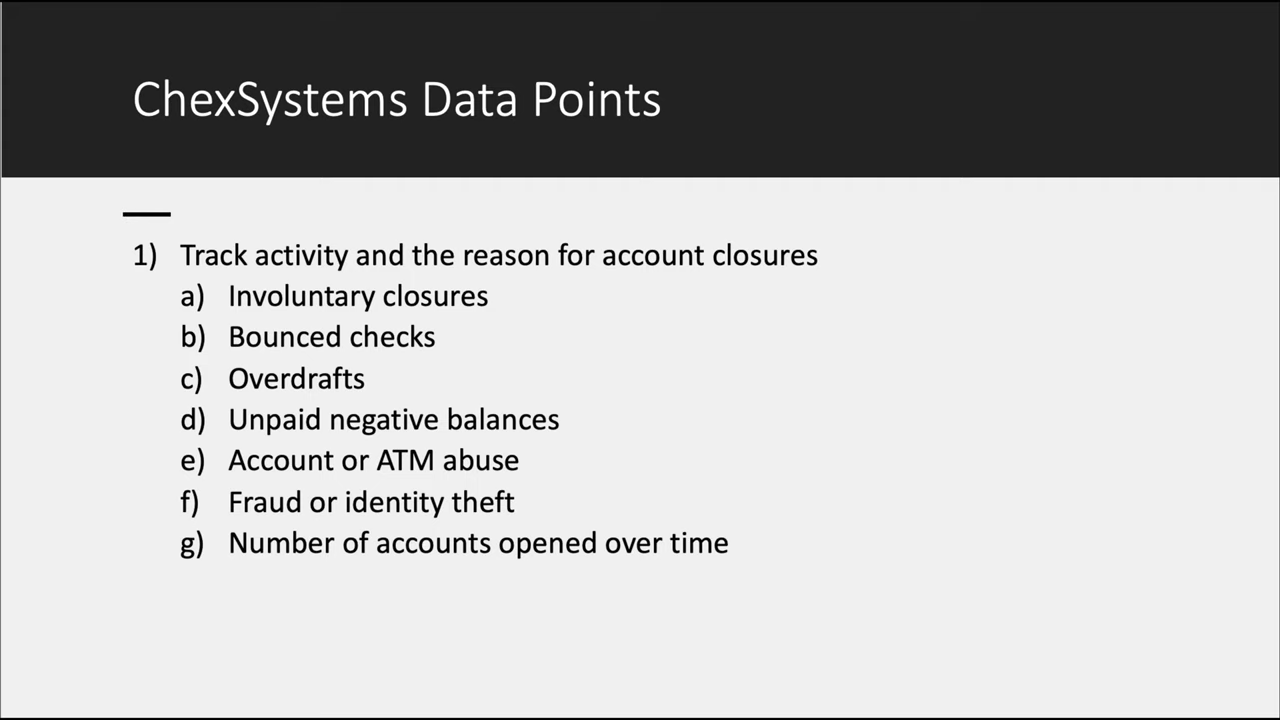 ChexSystems Data Points
1) Track activity and the reason for account closures
a) Involuntary closures
b) Bounced checks
c) Overdrafts
d) Unpaid negative balances
e) Account or ATM abuse
f) Fraud or identity theft
g) Number of accounts opened over time